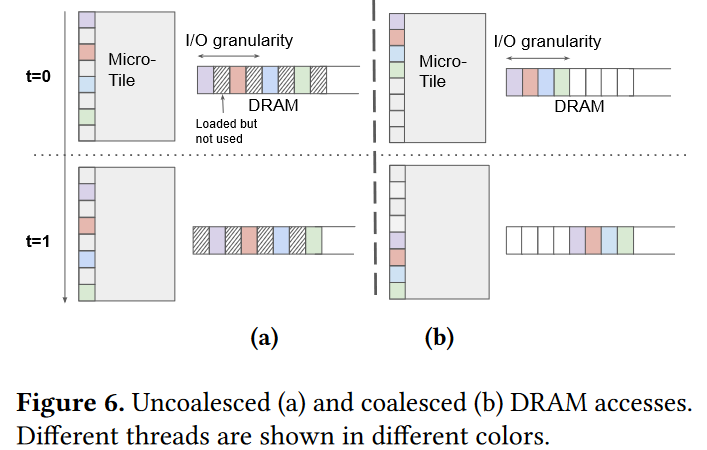 t=0
Micro-
Tile
I/O granularity
DRAM
Loaded but
not used
Micro-
Tile
I/O granularity
DRAM
t=1
(a)
(b)
Figure 6. Uncoalesced (a) and coalesced (b) DRAM accesses.
Different threads are shown in different colors.